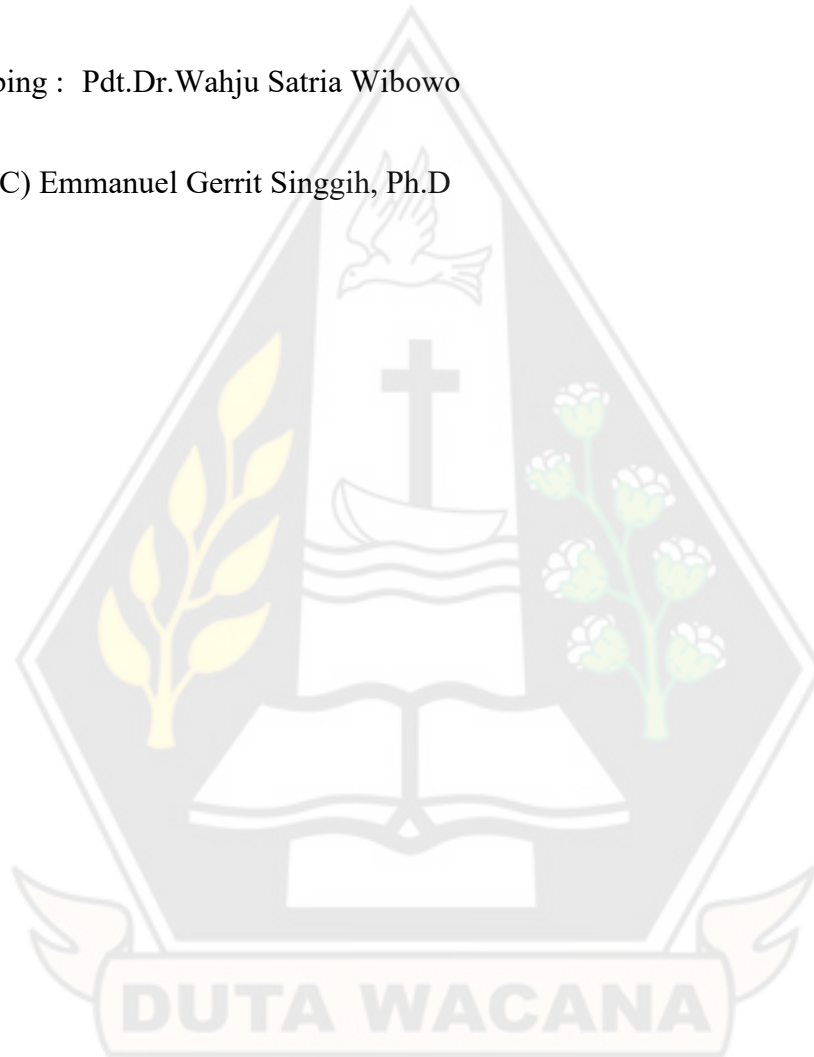 ping : Pdt.Dr.Wahju Satria Wibowo
C) Emmanuel Gerrit Singgih, Ph.D
DUTA WACANA